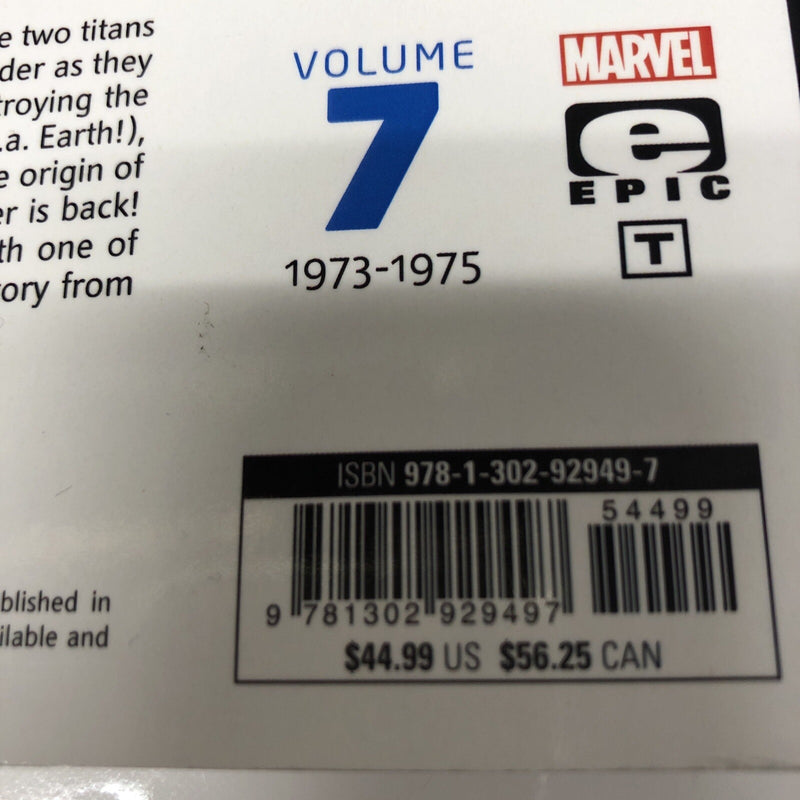 e two titans
der as they
troying the
.a. Earth!),
e origin of
er is back!
th one of
ory from
VOLUME
7
1973-1975
MARVEL
e
EPIC
T
blished in
ilable and
ISBN 978-1-302-92949-7
54499
9 781302 929497
$44.99 US $56.25 CAN